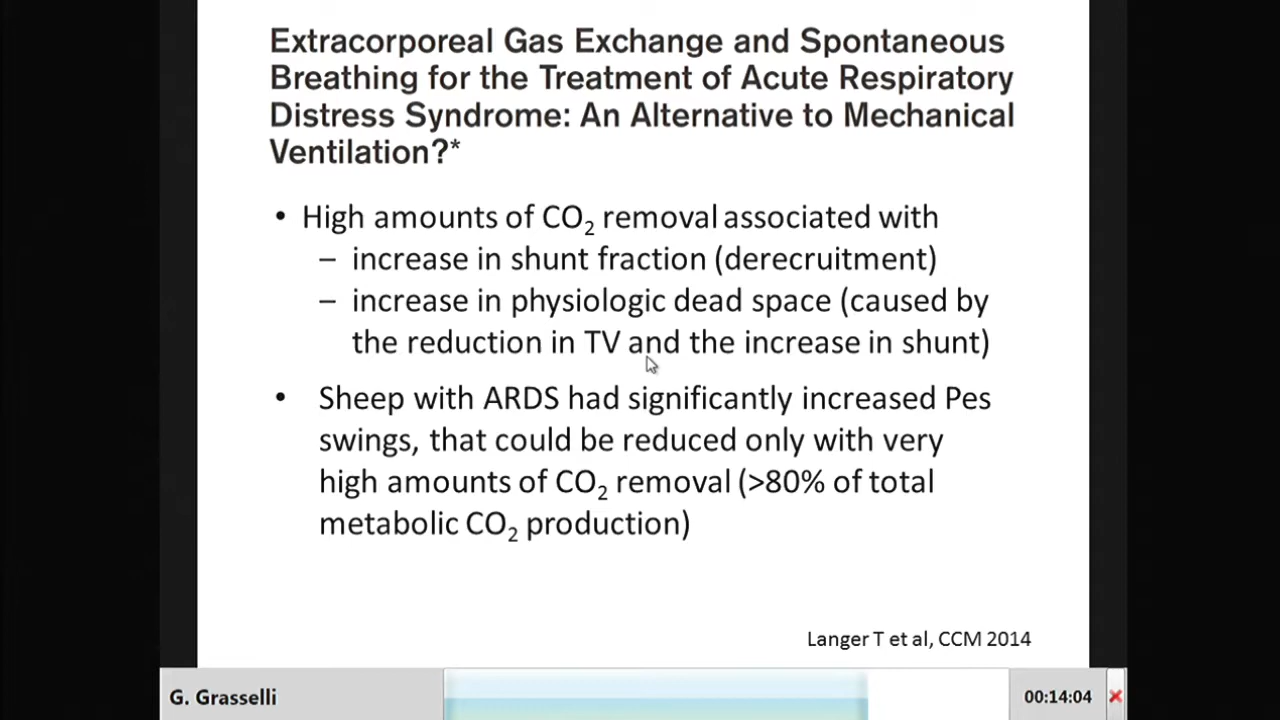 Extracorporeal Gas Exchange and Spontaneous
Breathing for the Treatment of Acute Respiratory
Distress Syndrome: An Alternative to Mechanical
Ventilation?*
• High amounts of CO₂ removal associated with
– increase in shunt fraction (derecruitment)
– increase in physiologic dead space (caused by
the reduction in TV and the increase in shunt)
• Sheep with ARDS had significantly increased Pes
swings, that could be reduced only with very
high amounts of CO₂ removal (>80% of total
metabolic CO₂ production)
Langer T et al, CCM 2014
G. Grasselli
00:14:04